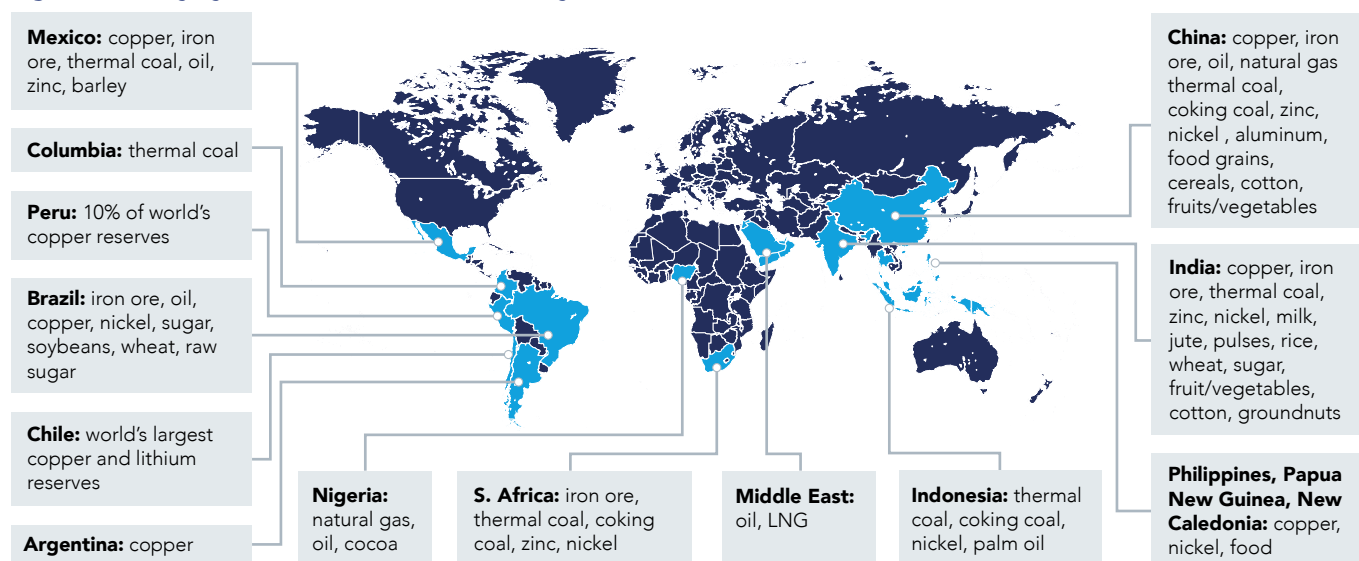 Mexico: copper, iron
ore, thermal coal, oil,
zinc, barley
Columbia: thermal coal
Peru: 10% of world's
copper reserves
Brazil: iron ore, oil,
copper, nickel, sugar,
soybeans, wheat, raw
sugar
Chile: world's largest
copper and lithium
reserves
Argentina: copper
Nigeria:
natural gas,
oil, cocoa
S. Africa: iron ore,
thermal coal, coking
coal, zinc, nickel
Middle East:
oil, LNG
Indonesia: thermal
coal, coking coal,
nickel, palm oil
China: copper, iron
ore, oil, natural gas
thermal coal,
coking coal, zinc,
nickel , aluminum,
food grains,
cereals, cotton,
fruits/vegetables
India: copper, iron
ore, thermal coal,
zinc, nickel, milk,
jute, pulses, rice,
wheat, sugar,
fruit/vegetables,
cotton, groundnuts
Philippines, Papua
New Guinea, New
Caledonia: copper,
nickel, food